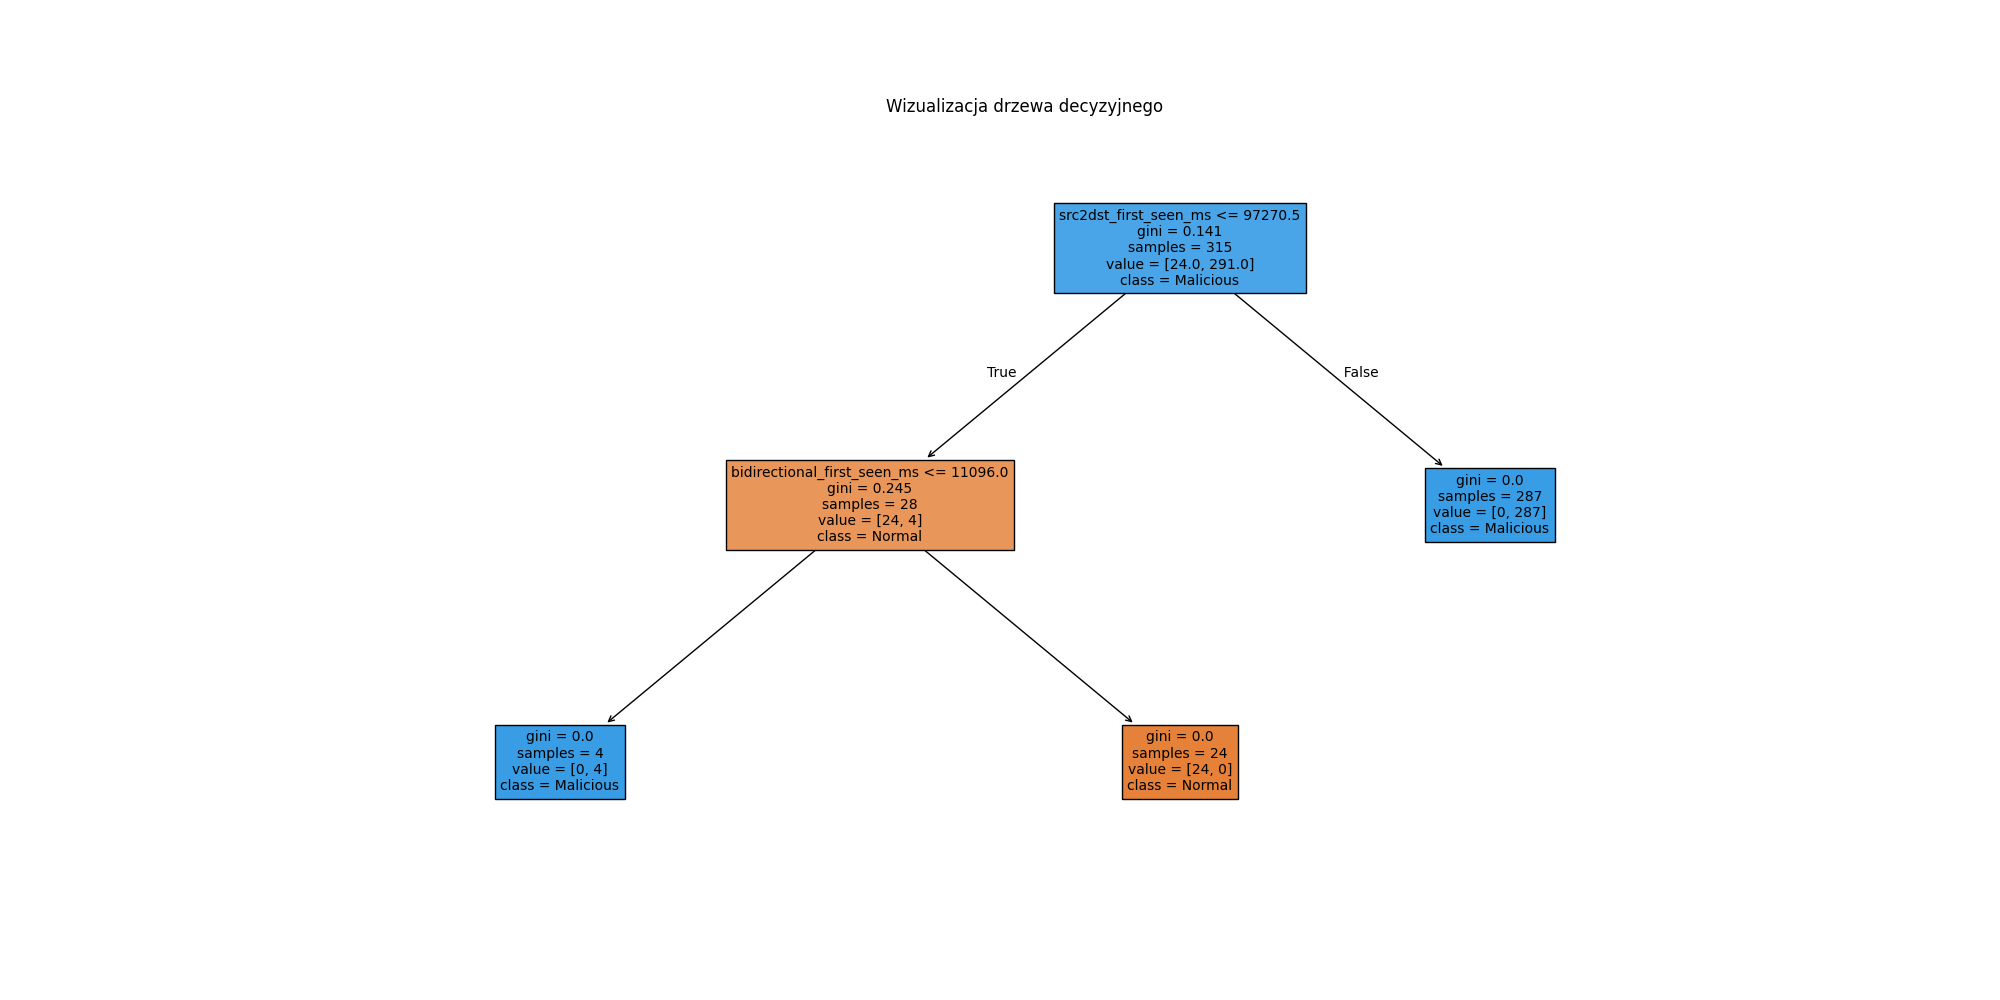 Wizualizacja drzewa decyzyjnego
src2dst_first_seen_ms <= 97270.5
gini = 0.141
samples = 315
value = [24.0, 291.0]
class = Malicious
True
False
bidirectional_first_seen_ms <= 11096.0
gini = 0.245
samples = 28
value = [24, 4]
class = Normal
gini = 0.0
samples = 287
value = [0, 287]
class = Malicious
gini = 0.0
samples = 4
value = [0, 4]
class = Malicious
gini = 0.0
samples = 24
value = [24, 0]
class = Normal